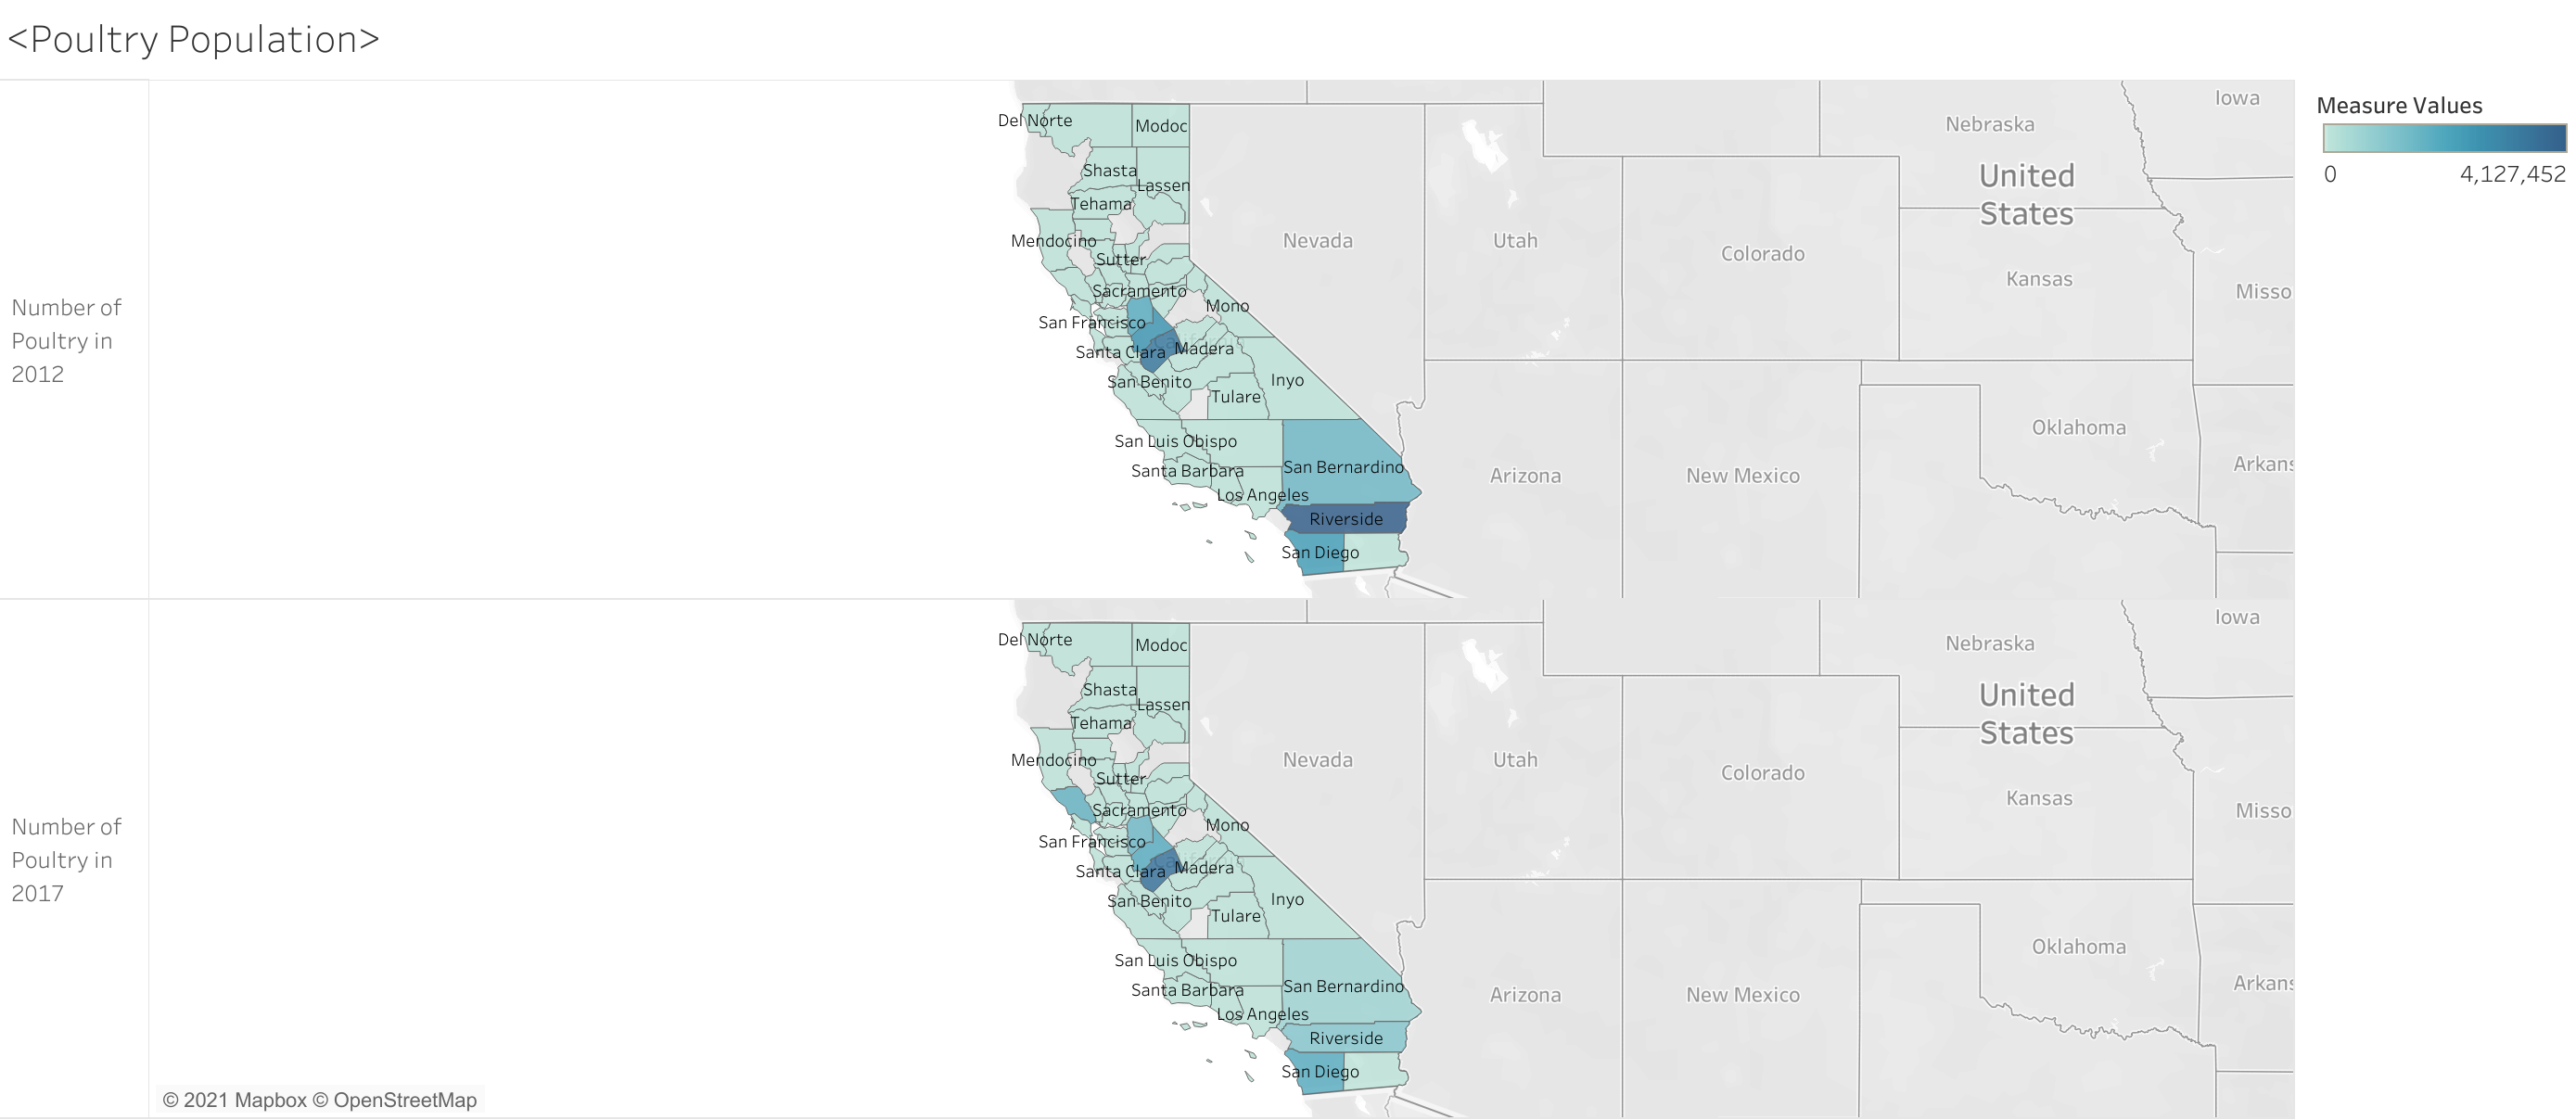 <Poultry Population>
Measure Values
0 4,127,452
Number of
Poultry in
2012
Iowa
Nebraska
United
States
Del Norte
Modoc
Shasta
Lassen
Tehama
Mendocino
Nevada
Utah
Colorado
Sutter
Kansas
Sacramento
Mono
Misso
San Francisco
Santa Clara
Madera
San Benito
Inyo
Tulare
Oklahoma
San Luis Obispo
San Bernardino
Arkans
Santa Barbara
Arizona
New Mexico
Los Angeles
Riverside
San Diego
Number of
Poultry in
2017
Iowa
Nebraska
United
States
Del Norte
Modoc
Shasta
Lassen
Tehama
Mendocino
Nevada
Utah
Colorado
Sutter
Kansas
Sacramento
Mono
Misso
San Francisco
Santa Clara
Madera
San Benito
Inyo
Tulare
Oklahoma
San Luis Obispo
San Bernardino
Arkans
Santa Barbara
Arizona
New Mexico
Los Angeles
Riverside
San Diego
© 2021 Mapbox © OpenStreetMap